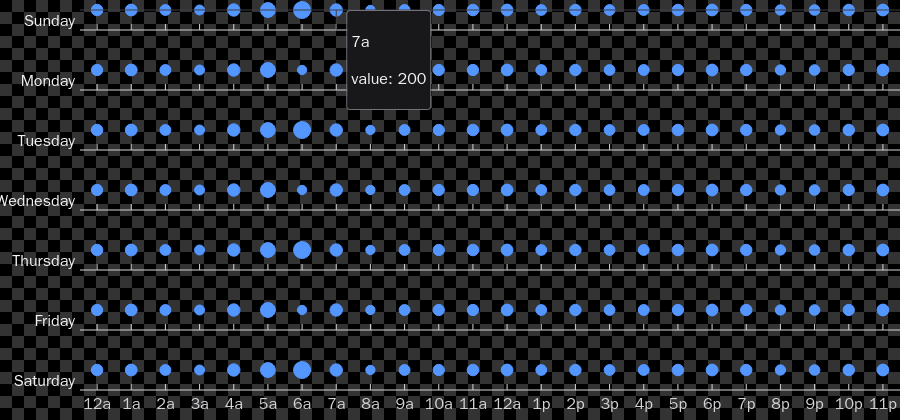 Sunday
7a
value: 200
Monday
Tuesday
Wednesday
Thursday
Friday
Saturday
12a 1a 2a 3a 4a 5a 6a 7a 8a 9a 10a 11a 12a 1p 2p 3p 4p 5p 6p 7p 8p 9p 10p 11p